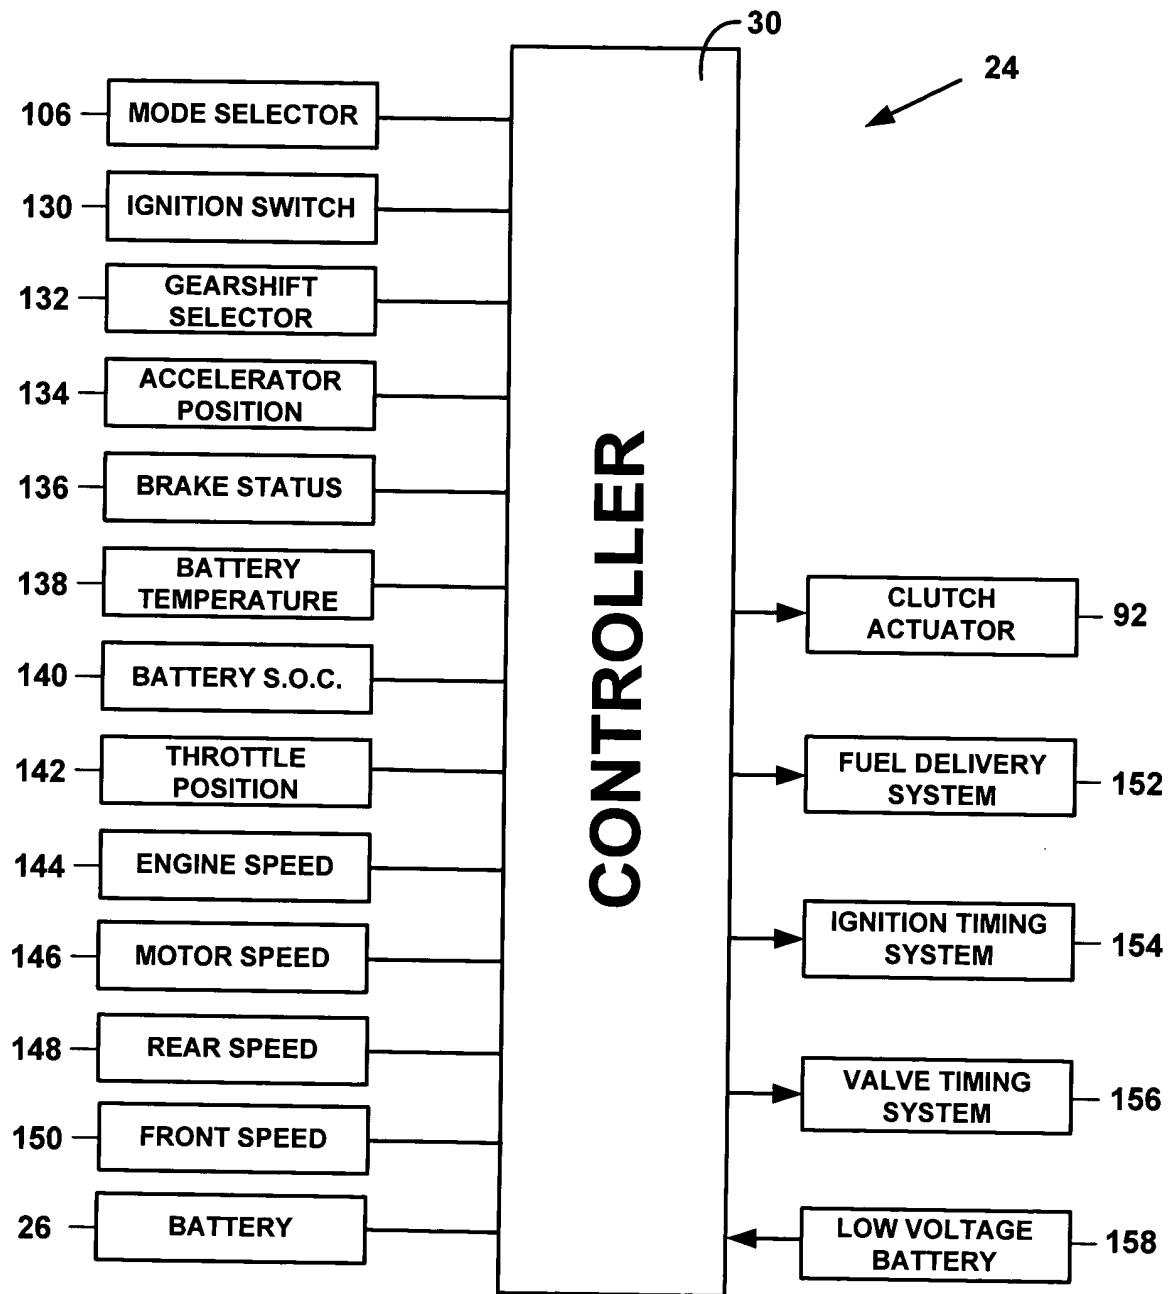 30
24
106
MODE SELECTOR
130
IGNITION SWITCH
132
GEARSHIFT
SELECTOR
134
ACCELERATOR
POSITION
136
BRAKE STATUS
138
BATTERY
TEMPERATURE
140
BATTERY S.O.C.
142
THROTTLE
POSITION
144
ENGINE SPEED
146
MOTOR SPEED
148
REAR SPEED
150
FRONT SPEED
26
BATTERY
CONTROLLER
CLUTCH
ACTUATOR
92
FUEL DELIVERY
SYSTEM
152
IGNITION TIMING
SYSTEM
154
VALVE TIMING
SYSTEM
156
LOW VOLTAGE
BATTERY
158